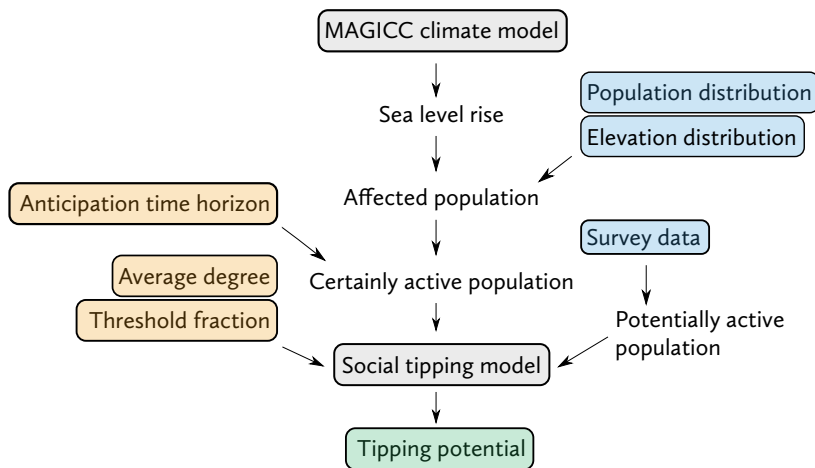 MAGICC climate model
Population distribution
Sea level rise
Elevation distribution
Anticipation time horizon
Affected population
Survey data
Average degree
Certainly active population
Threshold fraction
Potentially active
population
Social tipping model
Tipping potential